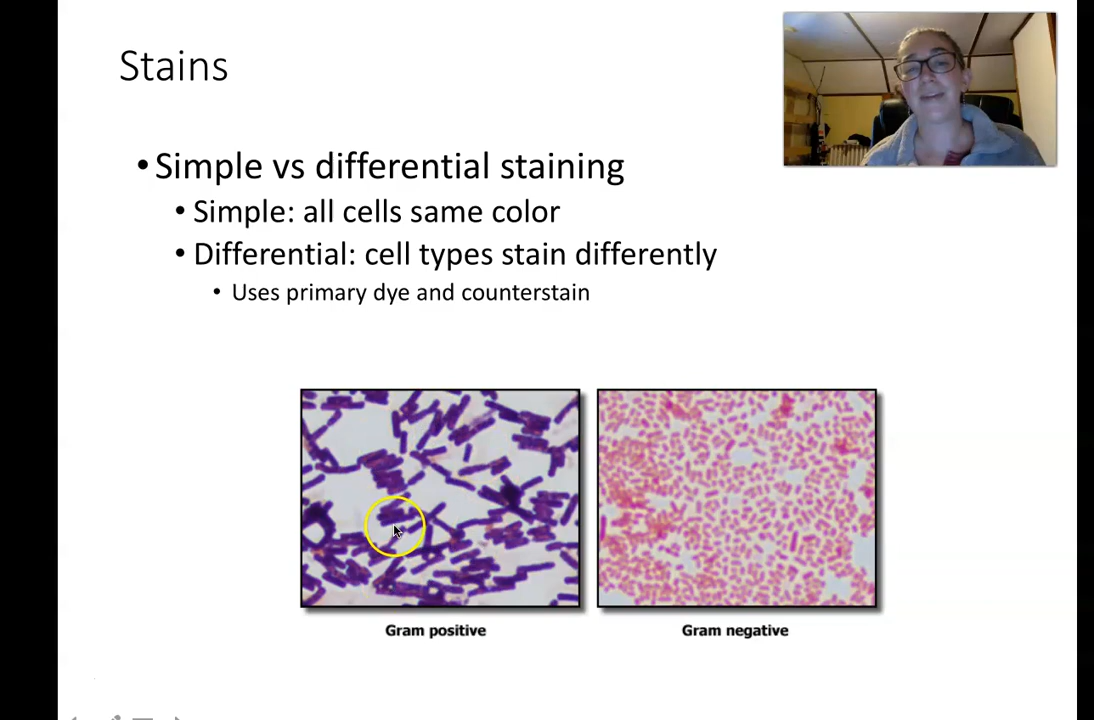 Stains
• Simple vs differential staining
• Simple: all cells same color
• Differential: cell types stain differently
• Uses primary dye and counterstain
Gram positive
Gram negative